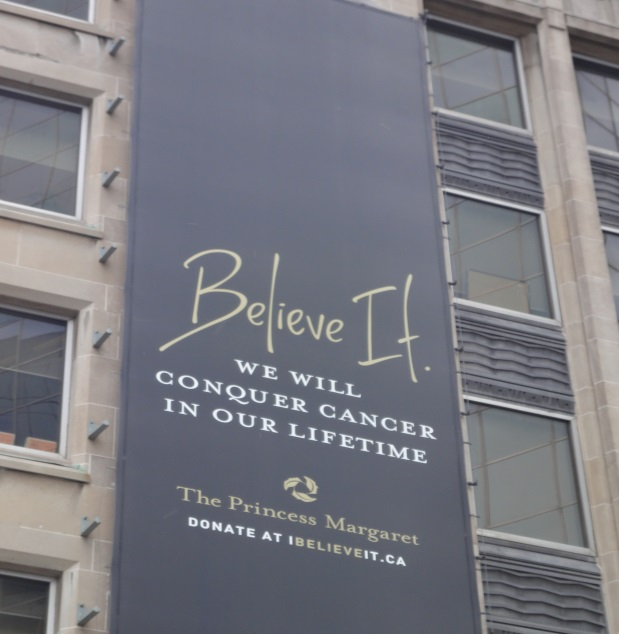 Believe It.
WE WILL
CONQUER CANCER
IN OUR LIFETIME
The Princess Margaret
DONATE AT IBELIEVEIT.CA